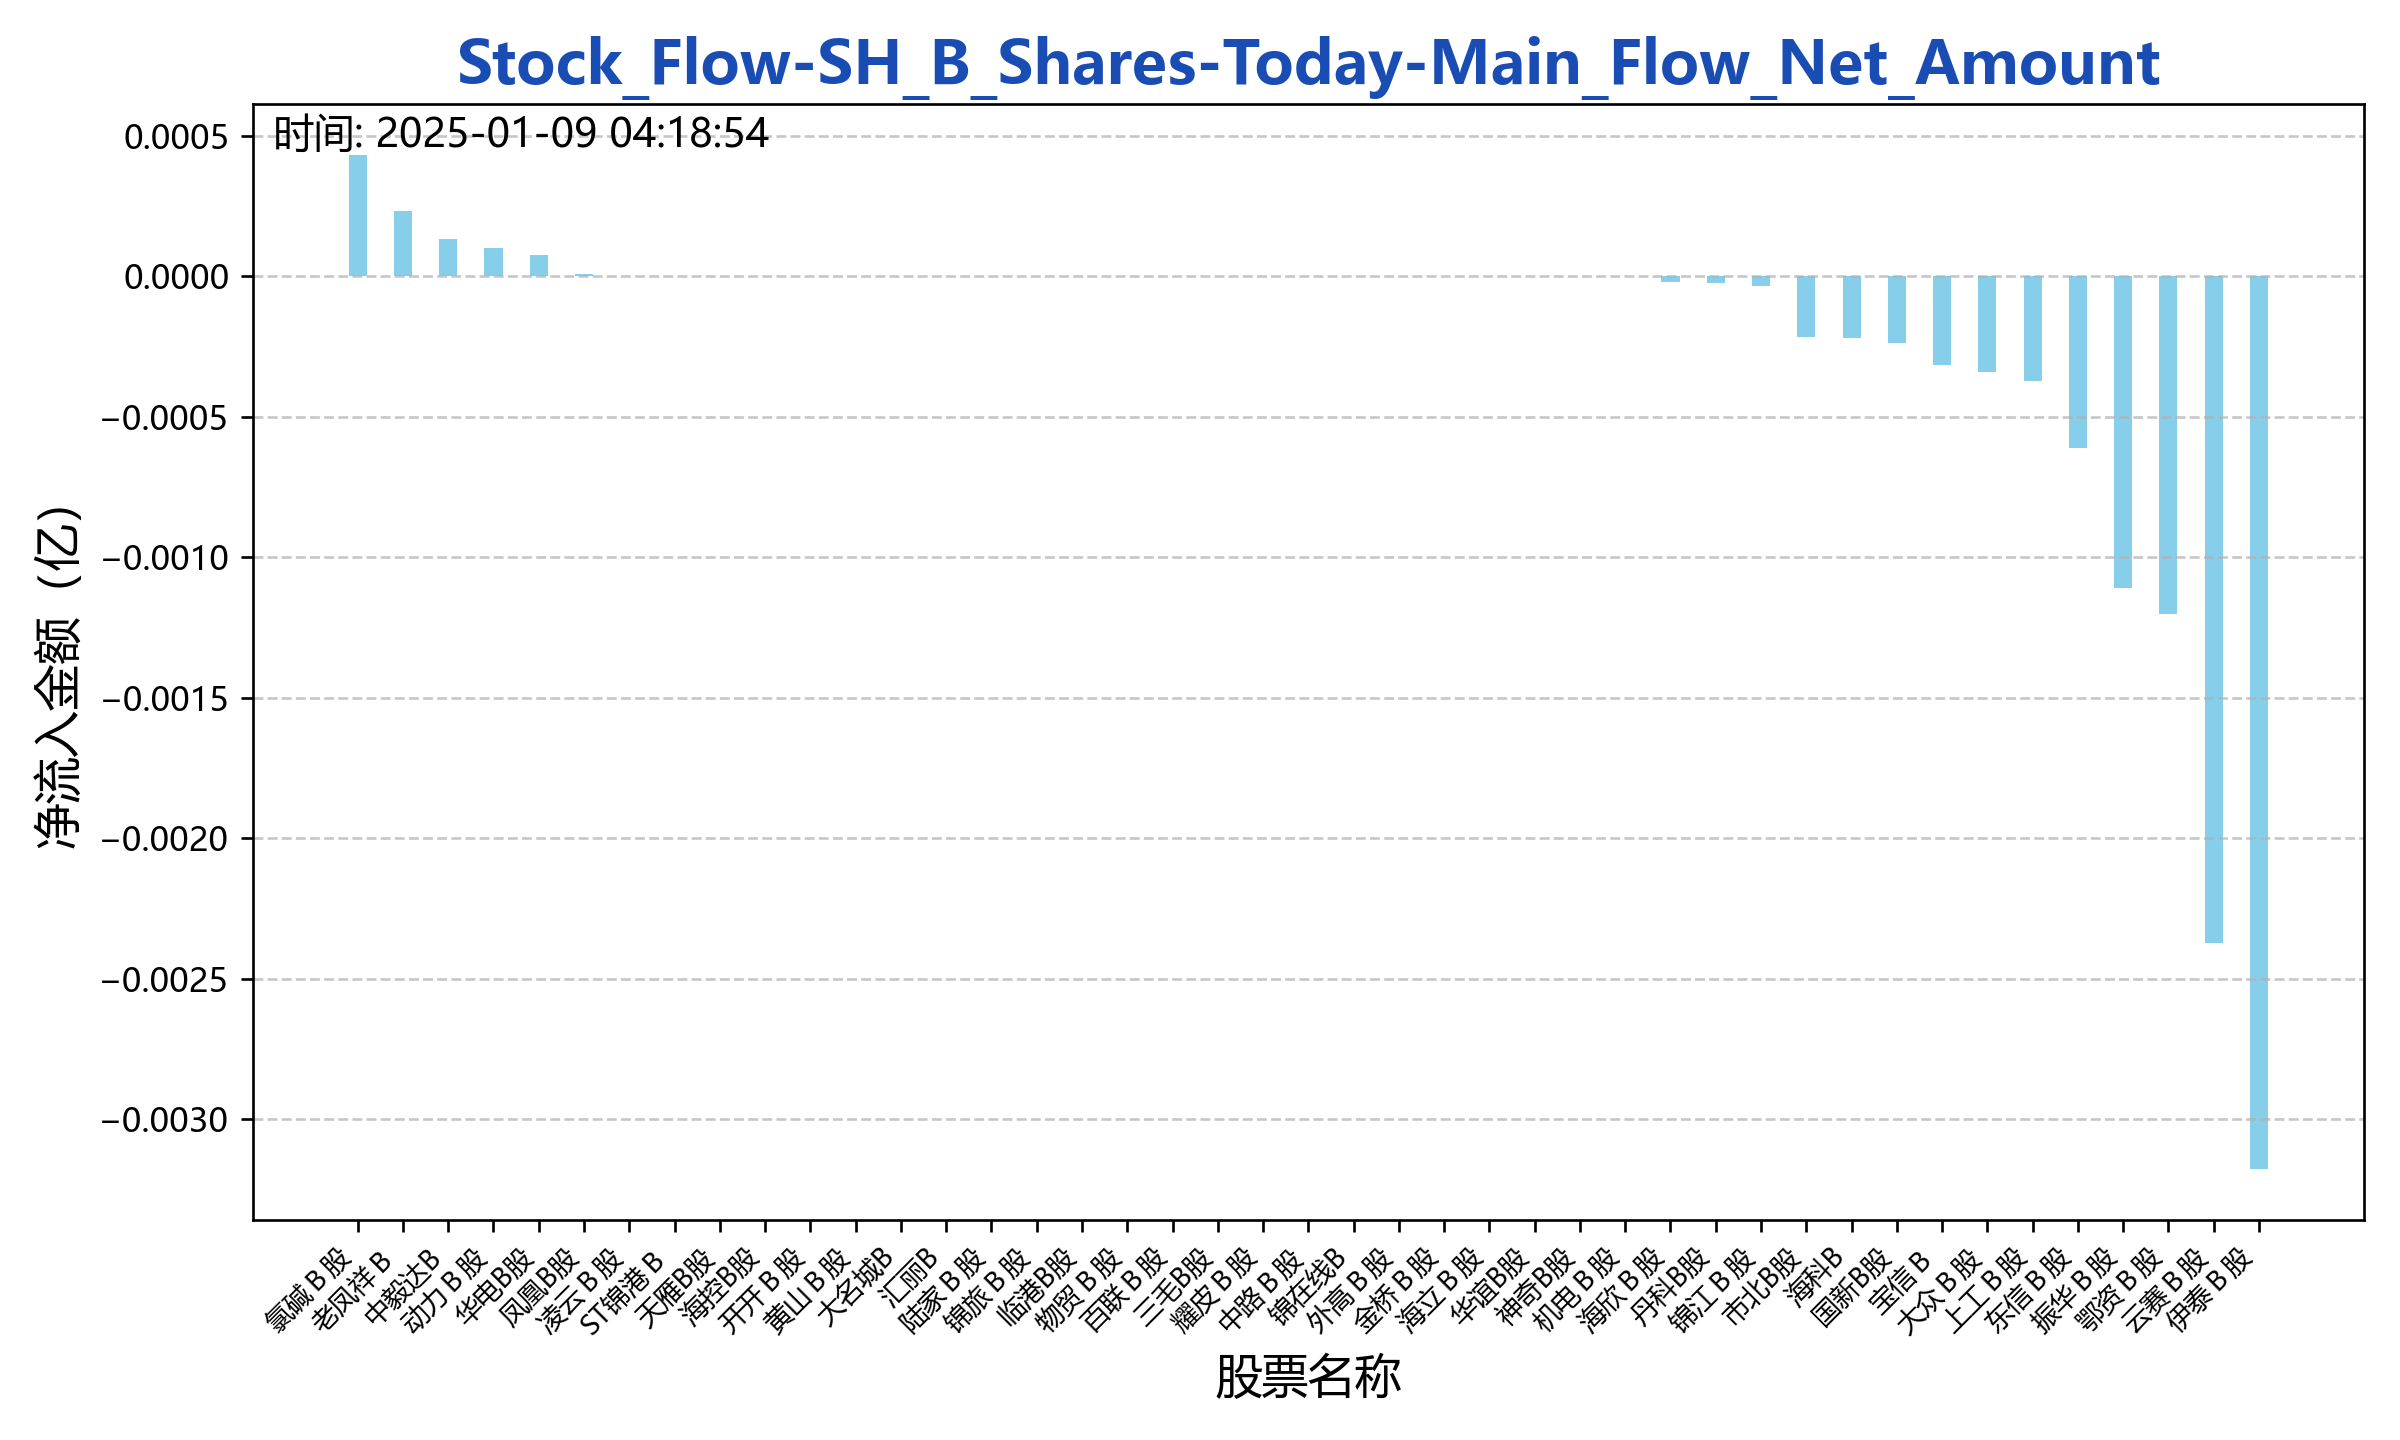 Stock_Flow-SH_B_Shares-Today-Main_Flow_Net_Amount
时间: 2025-01-09 04:18:54
净流入金额 (亿)
0.0005
0.0000
−0.0005
−0.0010
−0.0015
−0.0020
−0.0025
−0.0030
氯碱Ｂ股
老凤祥Ｂ
中毅达B
动力Ｂ股
华电B股
凤凰B股
凌云Ｂ股
ST锦港Ｂ
天雁B股
海控B股
开开Ｂ股
黄山Ｂ股
大名城B
汇丽B
陆家Ｂ股
锦旅Ｂ股
临港B股
物贸Ｂ股
百联Ｂ股
三毛B股
耀皮Ｂ股
中路Ｂ股
锦在线B
外高Ｂ股
金桥Ｂ股
海立Ｂ股
华谊B股
神奇B股
机电Ｂ股
海欣Ｂ股
丹科B股
锦江Ｂ股
市北B股
海科B
国新B股
宝信Ｂ
大众Ｂ股
上工Ｂ股
东信Ｂ股
振华Ｂ股
鄂资Ｂ股
云赛Ｂ股
伊泰Ｂ股
股票名称